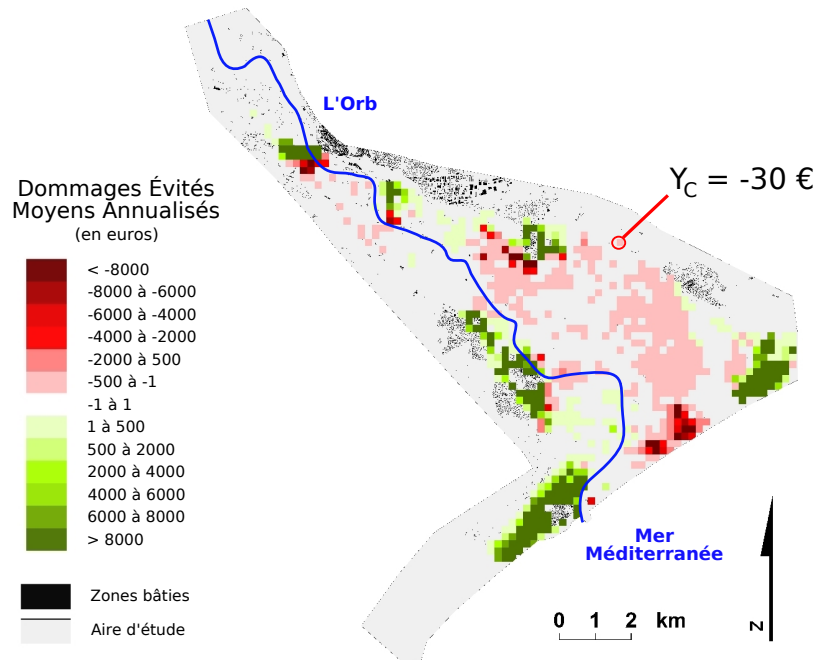 L'Orb
Y_C = -30 €
Dommages Évités
Moyens Annualisés
(en euros)
< -8000
-8000 à -6000
-6000 à -4000
-4000 à -2000
-2000 à 500
-500 à -1
-1 à 1
1 à 500
500 à 2000
2000 à 4000
4000 à 6000
6000 à 8000
> 8000
Zones bâties
Aire d'étude
Mer
Méditerranée
0 1 2 km
N